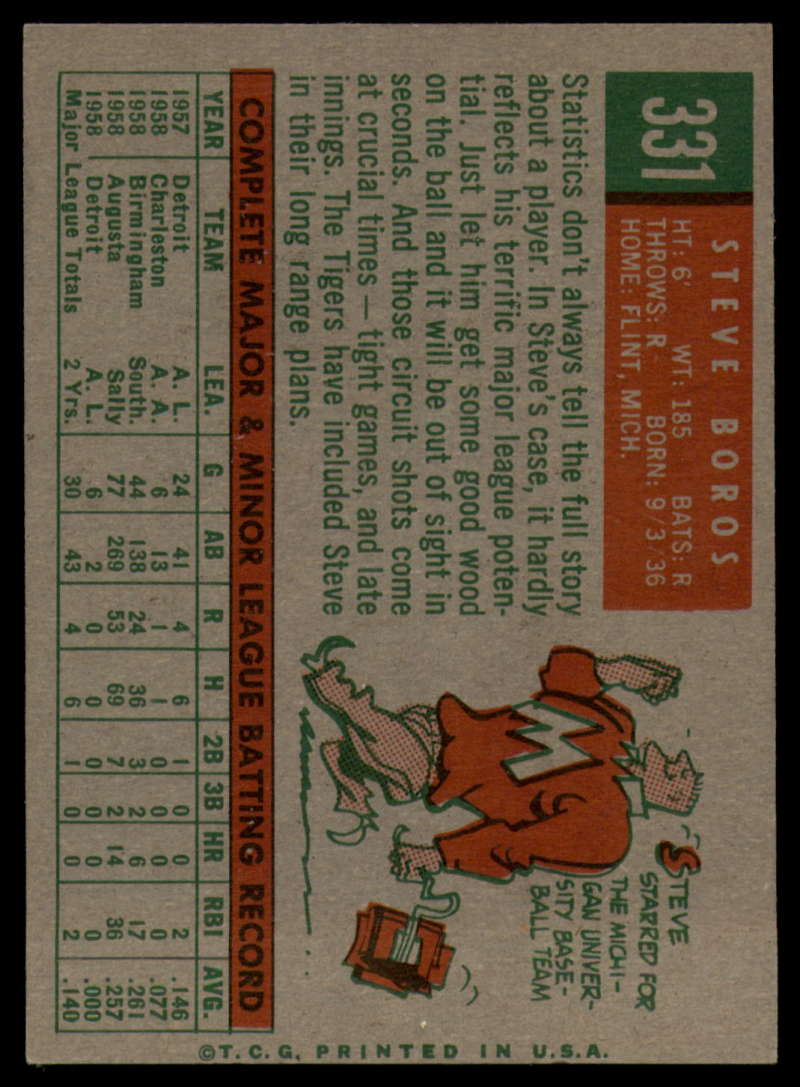 331
STEVE BOROS
HT: 6' WT: 185 BATS: R
THROWS: R BORN: 9/3/36
HOME: FLINT, MICH.
Statistics don't always tell the full story
about a player. In Steve's case, it hardly
reflects his terrific major league poten-
tial. Just let him get some good wood
on the ball and it will be out of sight in
seconds. And those circuit shots come
at crucial times — tight games, and late
innings. The Tigers have included Steve
in their long range plans.
STEVE
STARRED FOR
THE MICHI-
GAN UNIVER-
SITY BASE-
BALL TEAM
M
COMPLETE MAJOR & MINOR LEAGUE BATTING RECORD
YEAR TEAM LEA. G AB R H 2B 3B HR RBI AVG.
1957 Detroit A. L. 24 41 4 6 1 0 0 2 .146
1958 Charleston A. A. 6 13 1 1 0 0 0 0 .077
1958 Birmingham South. 44 138 24 36 3 2 6 17 .261
1958 Augusta Sally 77 269 53 69 7 2 14 36 .257
1958 Detroit A. L. 6 2 0 0 0 0 0 0 .000
Major League Totals 2 Yrs. 30 43 4 6 1 0 0 2 .140
©T.C.G. PRINTED IN U.S.A.